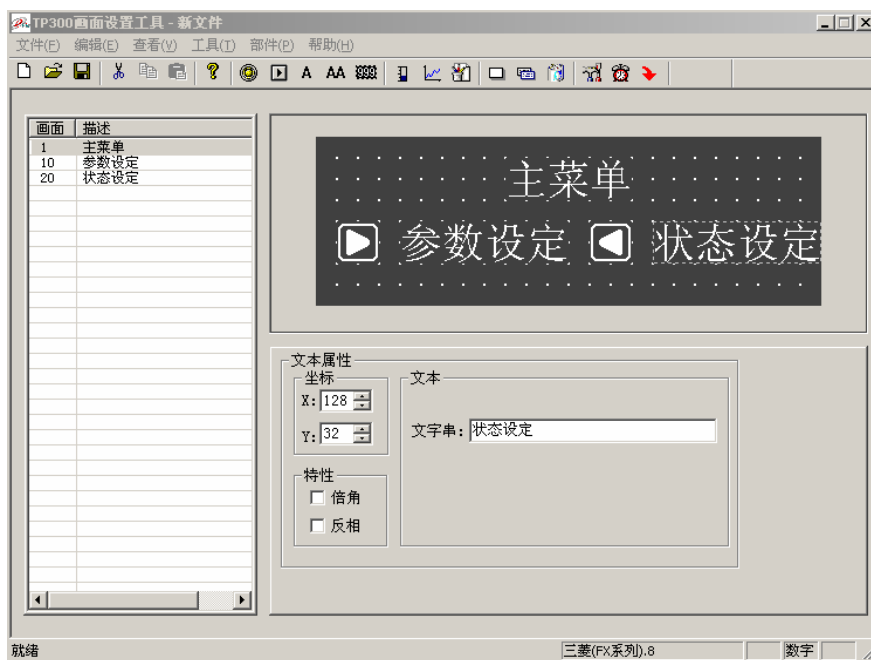 TP300画面设置工具 - 新文件
文件(F) 编辑(E) 查看(V) 工具(T) 部件(P) 帮助(H)
A AA
画面 描述
1 主菜单
10 参数设定
20 状态设定
主菜单
参数设定 状态设定
文本属性
坐标
X: 128
Y: 32
文本
文字串: 状态设定
特性
倍角
反相
就绪
三菱(FX系列).8
数字